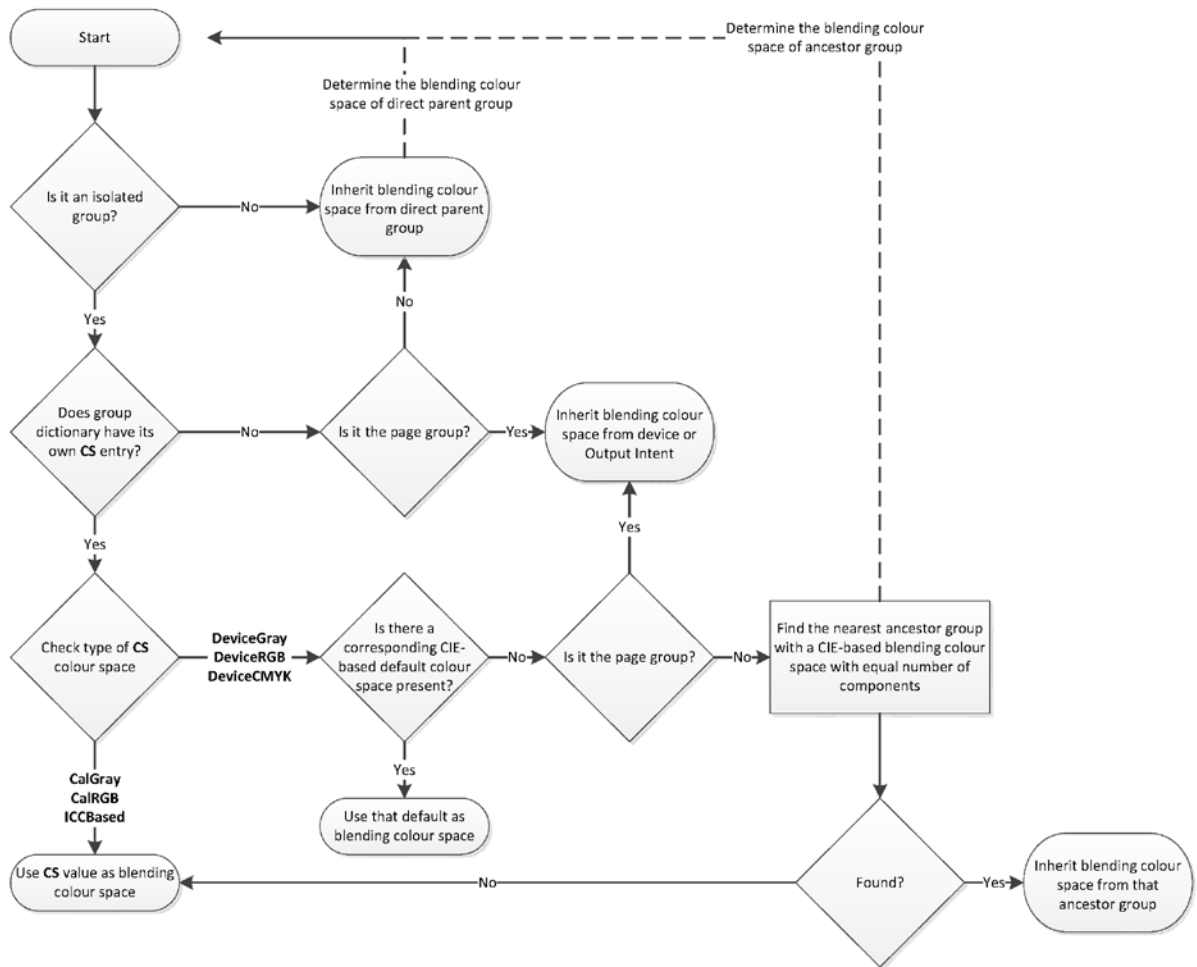 Start
Determine the blending colour
space of ancestor group
Determine the blending colour
space of direct parent group
Is it an isolated
group?
No
Inherit blending colour
space from direct parent
group
Yes
No
Does group
dictionary have its
own CS entry?
No
Is it the page group?
Yes
Inherit blending colour
space from device or
Output Intent
Yes
Yes
Check type of CS
colour space
DeviceGray
DeviceRGB
DeviceCMYK
Is there a
corresponding CIE-
based default colour
space present?
No
Is it the page group?
No
Find the nearest ancestor group
with a CIE-based blending colour
space with equal number of
components
CalGray
CalRGB
ICCBased
Yes
Use that default as
blending colour space
Use CS value as blending
colour space
No
Found?
Yes
Inherit blending colour
space from that
ancestor group